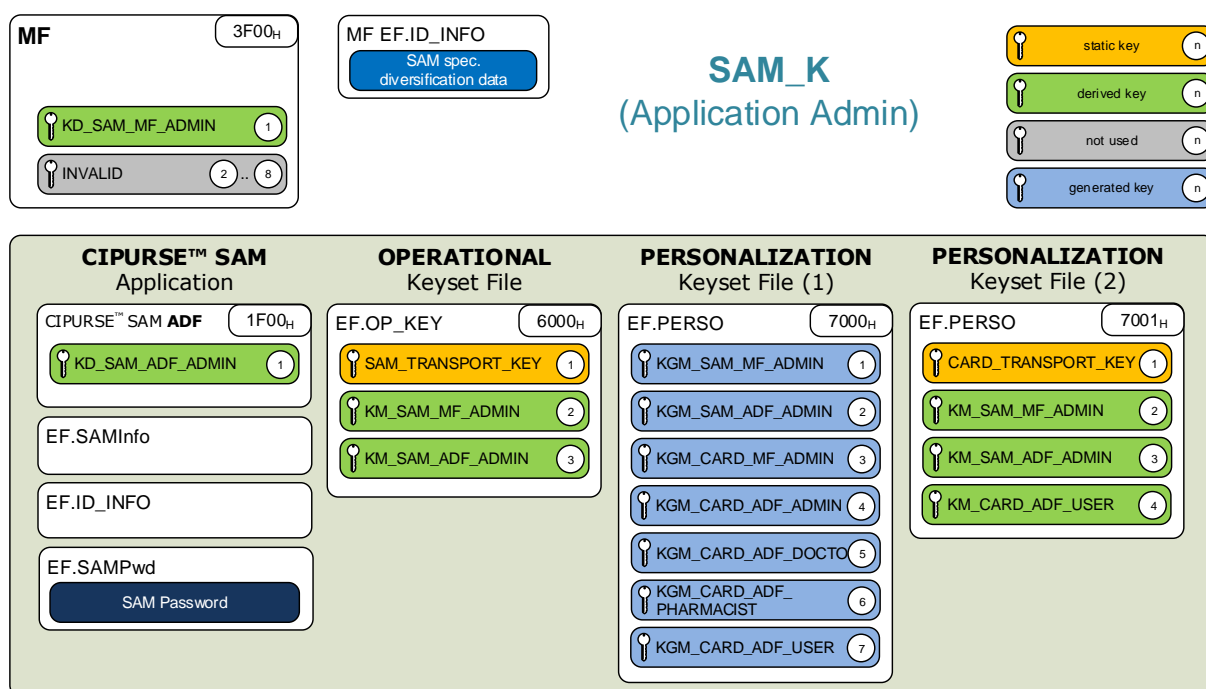 MF
3F00H
KD_SAM_MF_ADMIN 1
INVALID 2 .. 8
MF EF.ID_INFO
SAM spec.
diversification data
SAM_K
(Application Admin)
static key n
derived key n
not used n
generated key n
CIPURSE™ SAM
Application
CIPURSE™ SAM ADF 1F00H
KD_SAM_ADF_ADMIN 1
EF.SAMInfo
EF.ID_INFO
EF.SAMPwd
SAM Password
OPERATIONAL
Keyset File
EF.OP_KEY 6000H
SAM_TRANSPORT_KEY 1
KM_SAM_MF_ADMIN 2
KM_SAM_ADF_ADMIN 3
PERSONALIZATION
Keyset File (1)
EF.PERSO 7000H
KGM_SAM_MF_ADMIN 1
KGM_SAM_ADF_ADMIN 2
KGM_CARD_MF_ADMIN 3
KGM_CARD_ADF_ADMIN 4
KGM_CARD_ADF_DOCTO 5
KGM_CARD_ADF_
PHARMACIST 6
KGM_CARD_ADF_USER 7
PERSONALIZATION
Keyset File (2)
EF.PERSO 7001H
CARD_TRANSPORT_KEY 1
KM_SAM_MF_ADMIN 2
KM_SAM_ADF_ADMIN 3
KM_CARD_ADF_USER 4